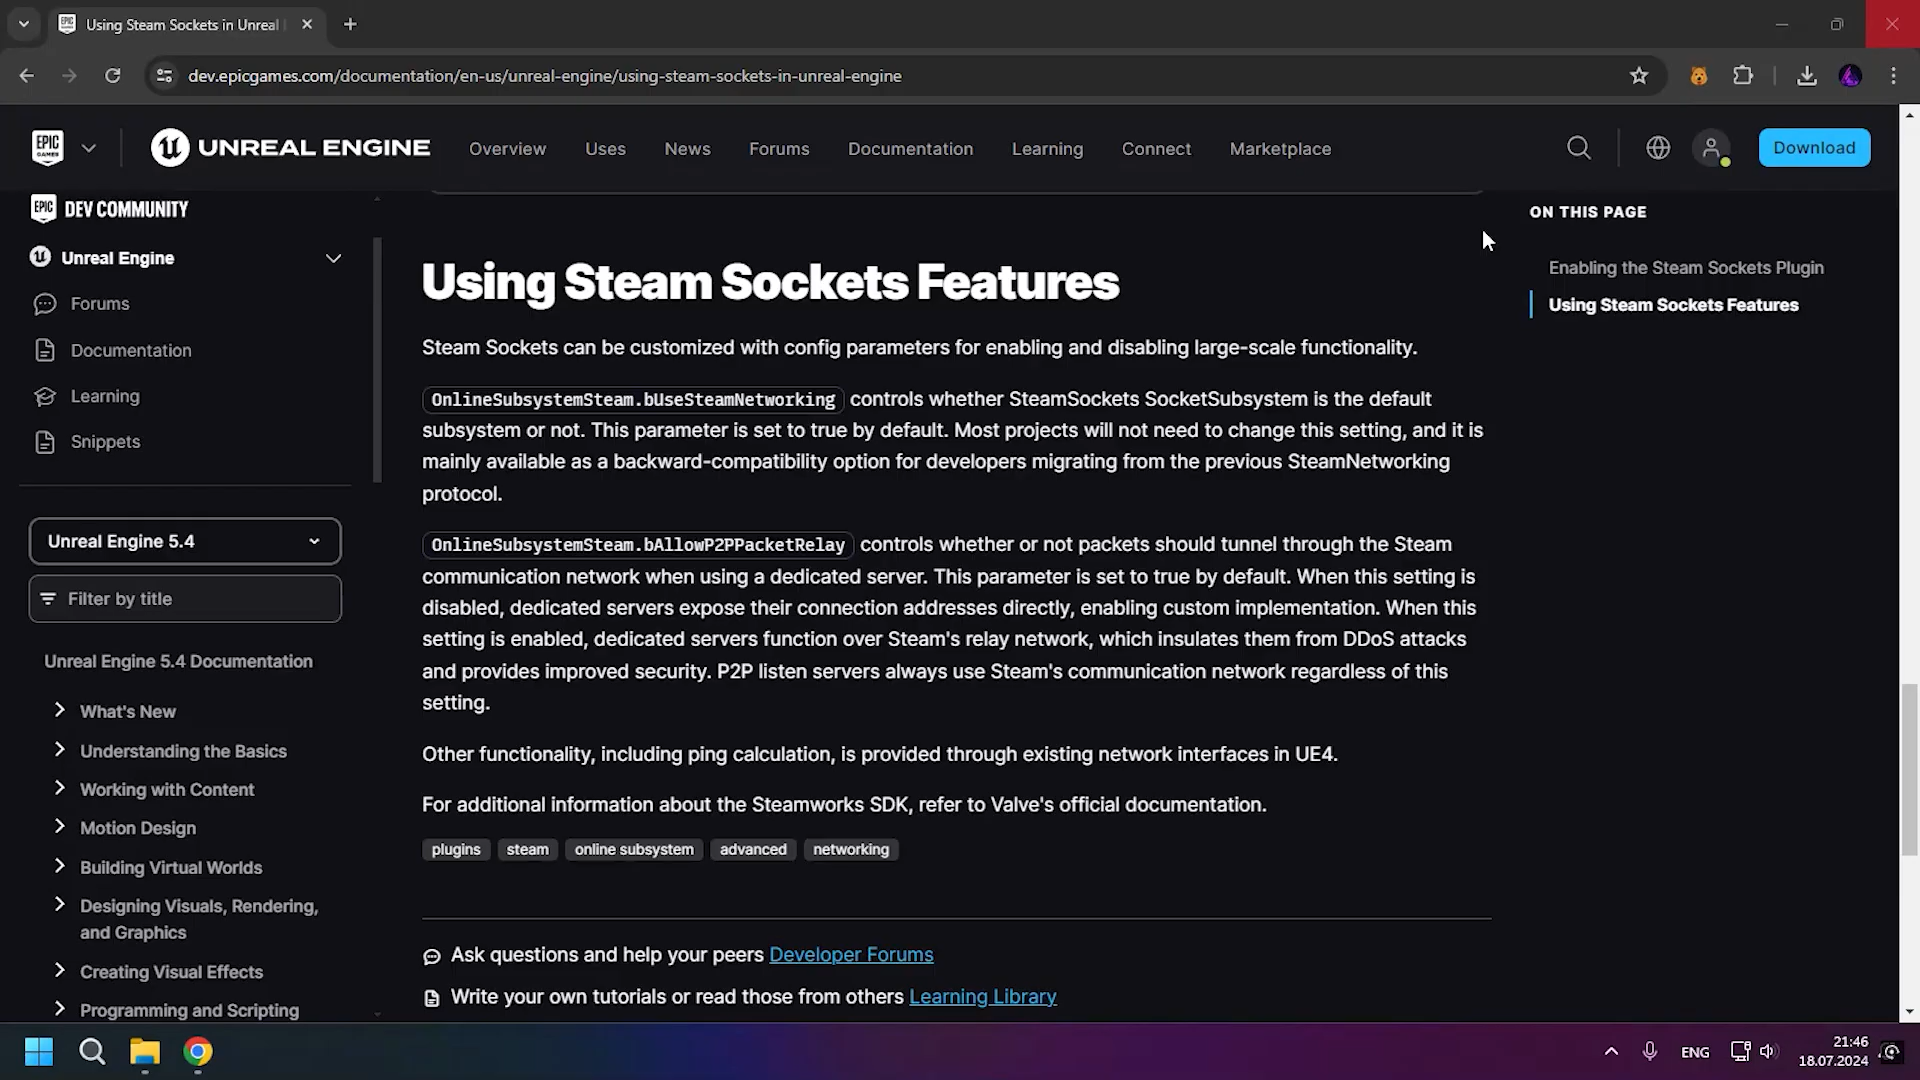 Using Steam Sockets in Unreal
dev.epicgames.com/documentation/en-us/unreal-engine/using-steam-sockets-in-unreal-engine
EPIC GAMES
UNREAL ENGINE
Overview
Uses
News
Forums
Documentation
Learning
Connect
Marketplace
Download
EPIC DEV COMMUNITY
Unreal Engine
Forums
Documentation
Learning
Snippets
Unreal Engine 5.4
Filter by title
Unreal Engine 5.4 Documentation
What's New
Understanding the Basics
Working with Content
Motion Design
Building Virtual Worlds
Designing Visuals, Rendering,
and Graphics
Creating Visual Effects
Programming and Scripting
Using Steam Sockets Features
Steam Sockets can be customized with config parameters for enabling and disabling large-scale functionality.
OnlineSubsystemSteam.bUseSteamNetworking controls whether SteamSockets SocketSubsystem is the default
subsystem or not. This parameter is set to true by default. Most projects will not need to change this setting, and it is
mainly available as a backward-compatibility option for developers migrating from the previous SteamNetworking
protocol.
OnlineSubsystemSteam.bAllowP2PPacketRelay controls whether or not packets should tunnel through the Steam
communication network when using a dedicated server. This parameter is set to true by default. When this setting is
disabled, dedicated servers expose their connection addresses directly, enabling custom implementation. When this
setting is enabled, dedicated servers function over Steam's relay network, which insulates them from DDoS attacks
and provides improved security. P2P listen servers always use Steam's communication network regardless of this
setting.
Other functionality, including ping calculation, is provided through existing network interfaces in UE4.
For additional information about the Steamworks SDK, refer to Valve's official documentation.
plugins steam online subsystem advanced networking
Ask questions and help your peers Developer Forums
Write your own tutorials or read those from others Learning Library
ON THIS PAGE
Enabling the Steam Sockets Plugin
Using Steam Sockets Features
ENG
21:46
18.07.2024